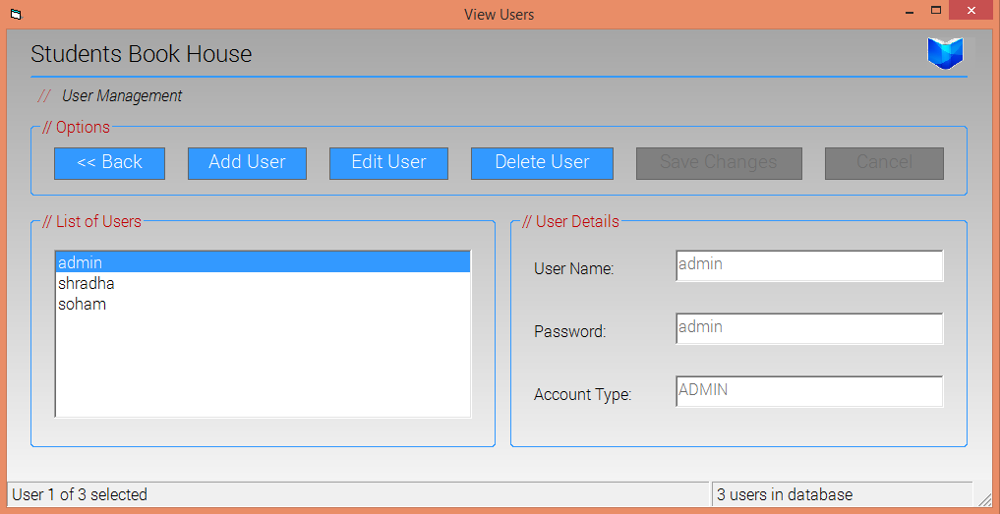 View Users
Students Book House
// User Management
// Options
<< Back Add User Edit User Delete User Save Changes Cancel
// List of Users
admin
shradha
soham
// User Details
User Name: admin
Password: admin
Account Type: ADMIN
User 1 of 3 selected
3 users in database